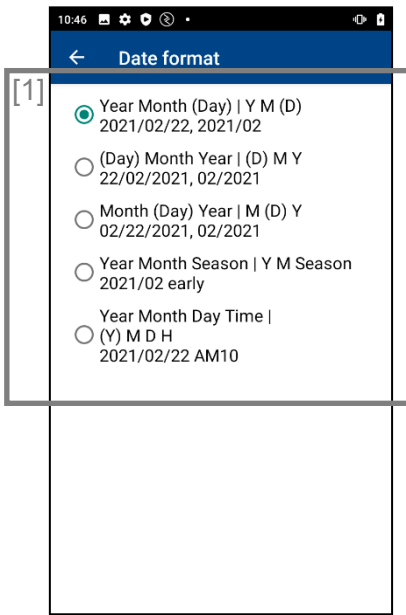 10:46
Date format
[1]
Year Month (Day) | Y M (D)
2021/02/22, 2021/02
(Day) Month Year | (D) M Y
22/02/2021, 02/2021
Month (Day) Year | M (D) Y
02/22/2021, 02/2021
Year Month Season | Y M Season
2021/02 early
Year Month Day Time |
(Y) M D H
2021/02/22 AM10